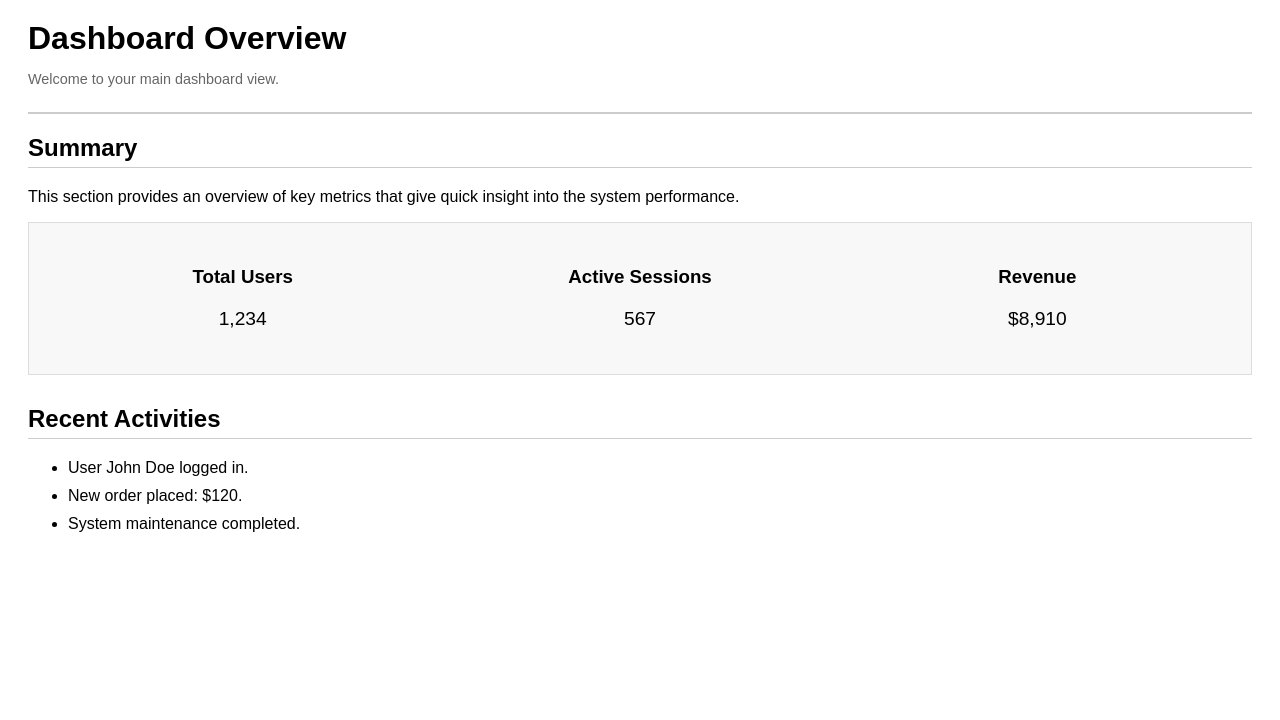 Dashboard Overview
Welcome to your main dashboard view.
Summary
This section provides an overview of key metrics that give quick insight into the system performance.
Total Users
1,234
Active Sessions
567
Revenue
$8,910
Recent Activities
User John Doe logged in.
New order placed: $120.
System maintenance completed.